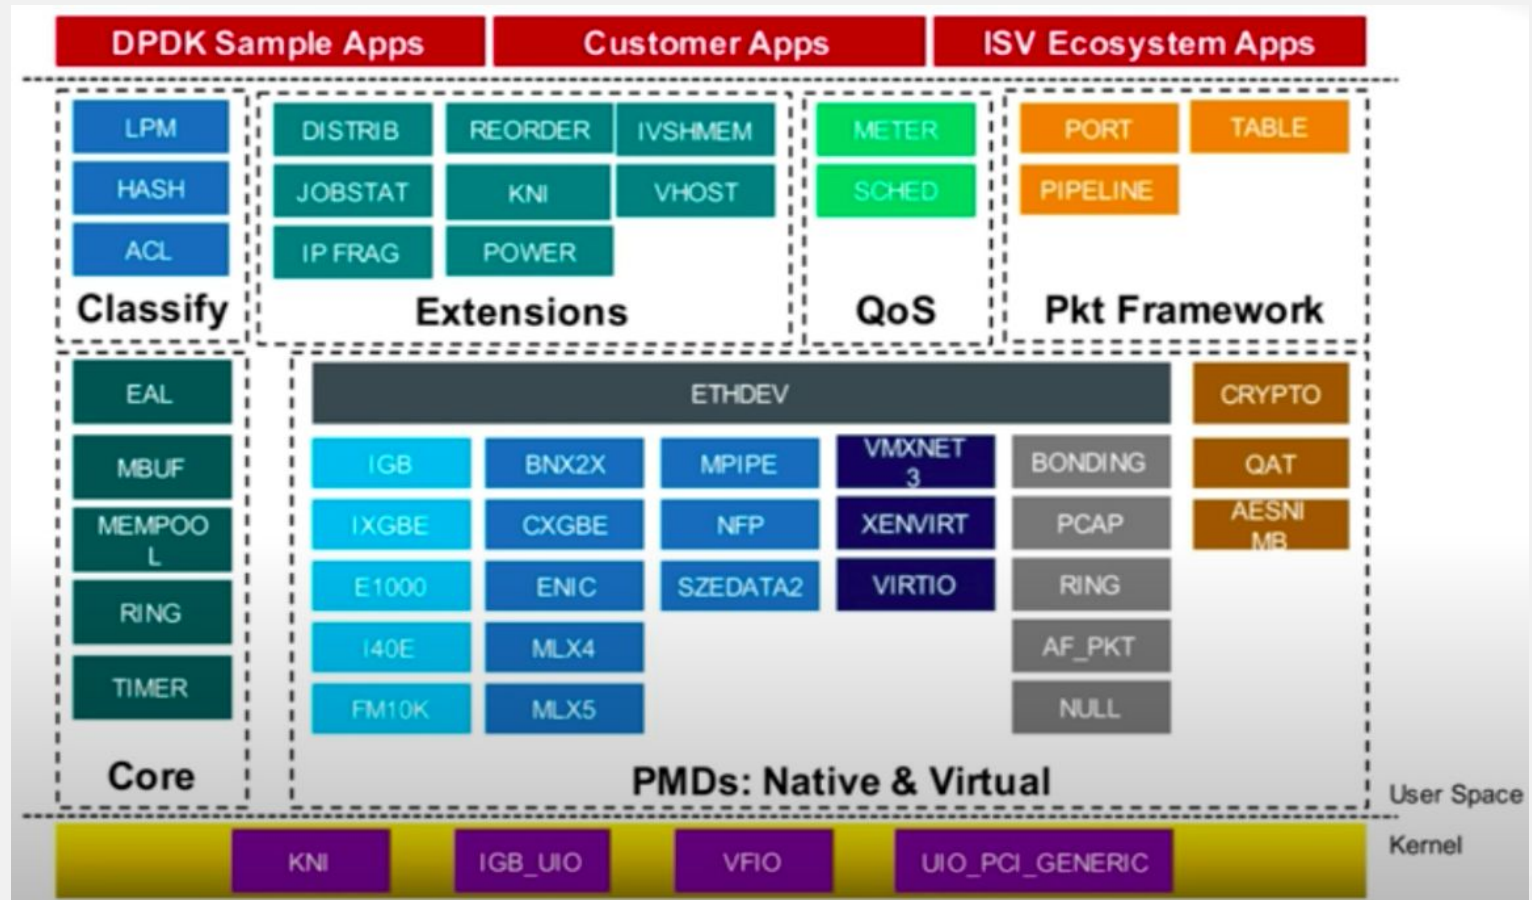 DPDK Sample Apps
Customer Apps
ISV Ecosystem Apps
LPM
HASH
ACL
Classify
DISTRIB
REORDER
IVSHMEM
JOBSTAT
KNI
VHOST
IP FRAG
POWER
Extensions
METER
SCHED
QoS
PORT
TABLE
PIPELINE
Pkt Framework
EAL
MBUF
MEMPOO
L
RING
TIMER
Core
ETHDEV
IGB
BNX2X
MPIPE
VMXNET
3
BONDING
IXGBE
CXGBE
NFP
XENVIRT
PCAP
E1000
ENIC
SZEDATA2
VIRTIO
RING
I40E
MLX4
AF_PKT
FM10K
MLX5
NULL
CRYPTO
QAT
AESNI
MB
PMDs: Native & Virtual
User Space
Kernel
KNI
IGB_UIO
VFIO
UIO_PCI_GENERIC